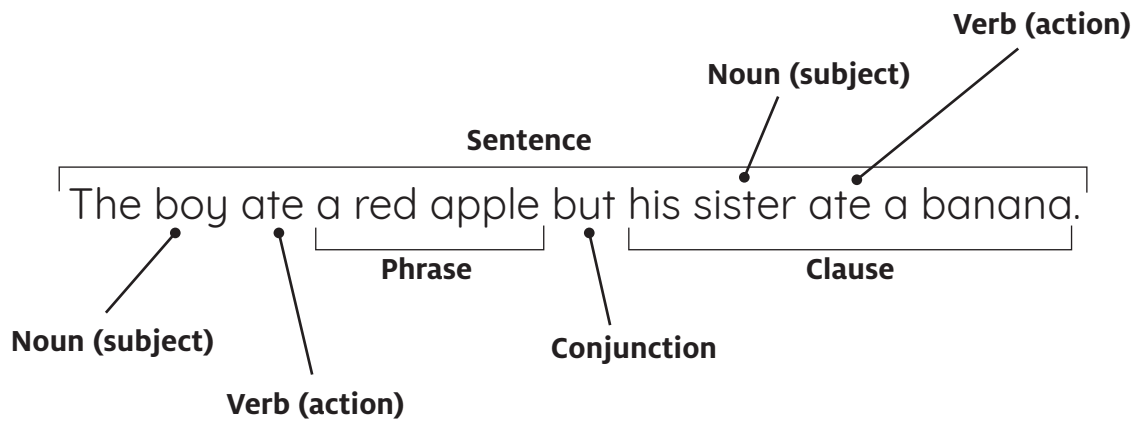 Verb (action)
Noun (subject)
Sentence
The boy ate a red apple but his sister ate a banana.
Phrase
Clause
Noun (subject)
Conjunction
Verb (action)